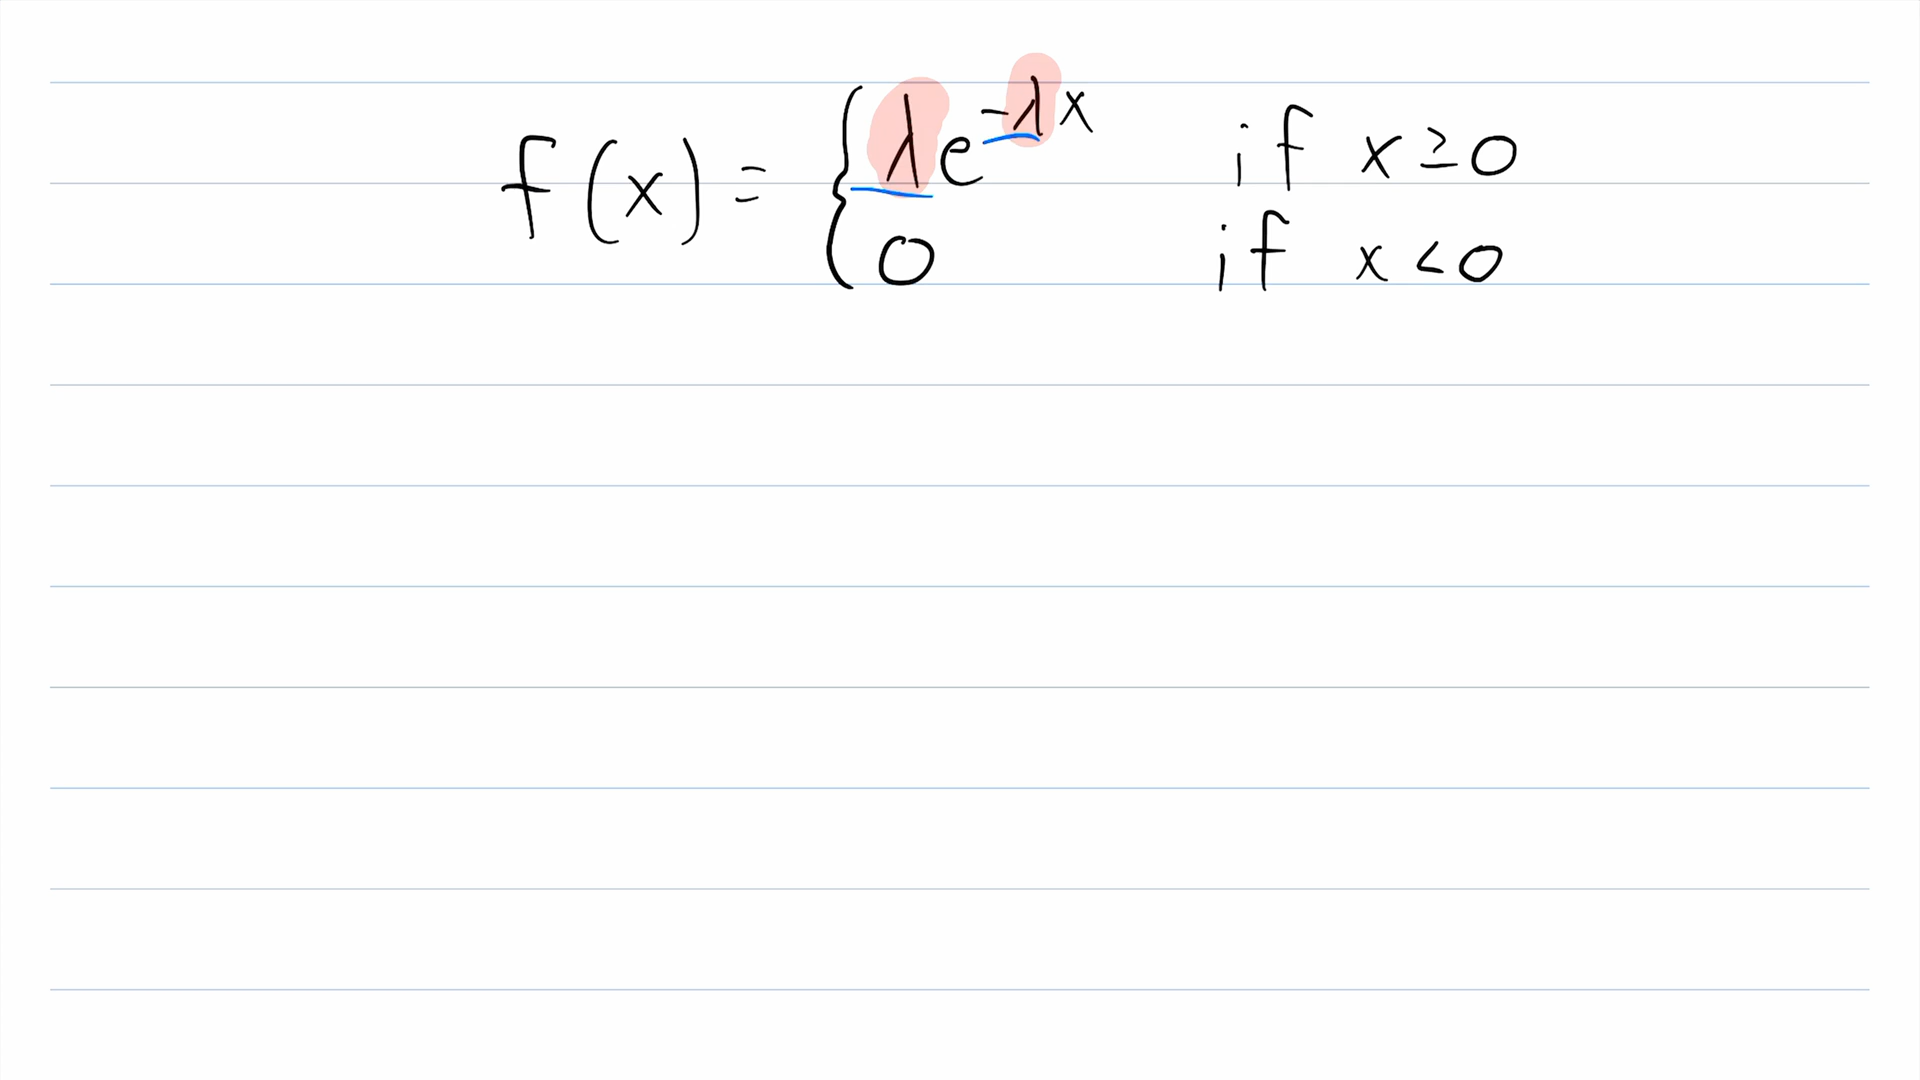 f(x) = { λe^{-λx} if x ≥ 0
0 if x < 0